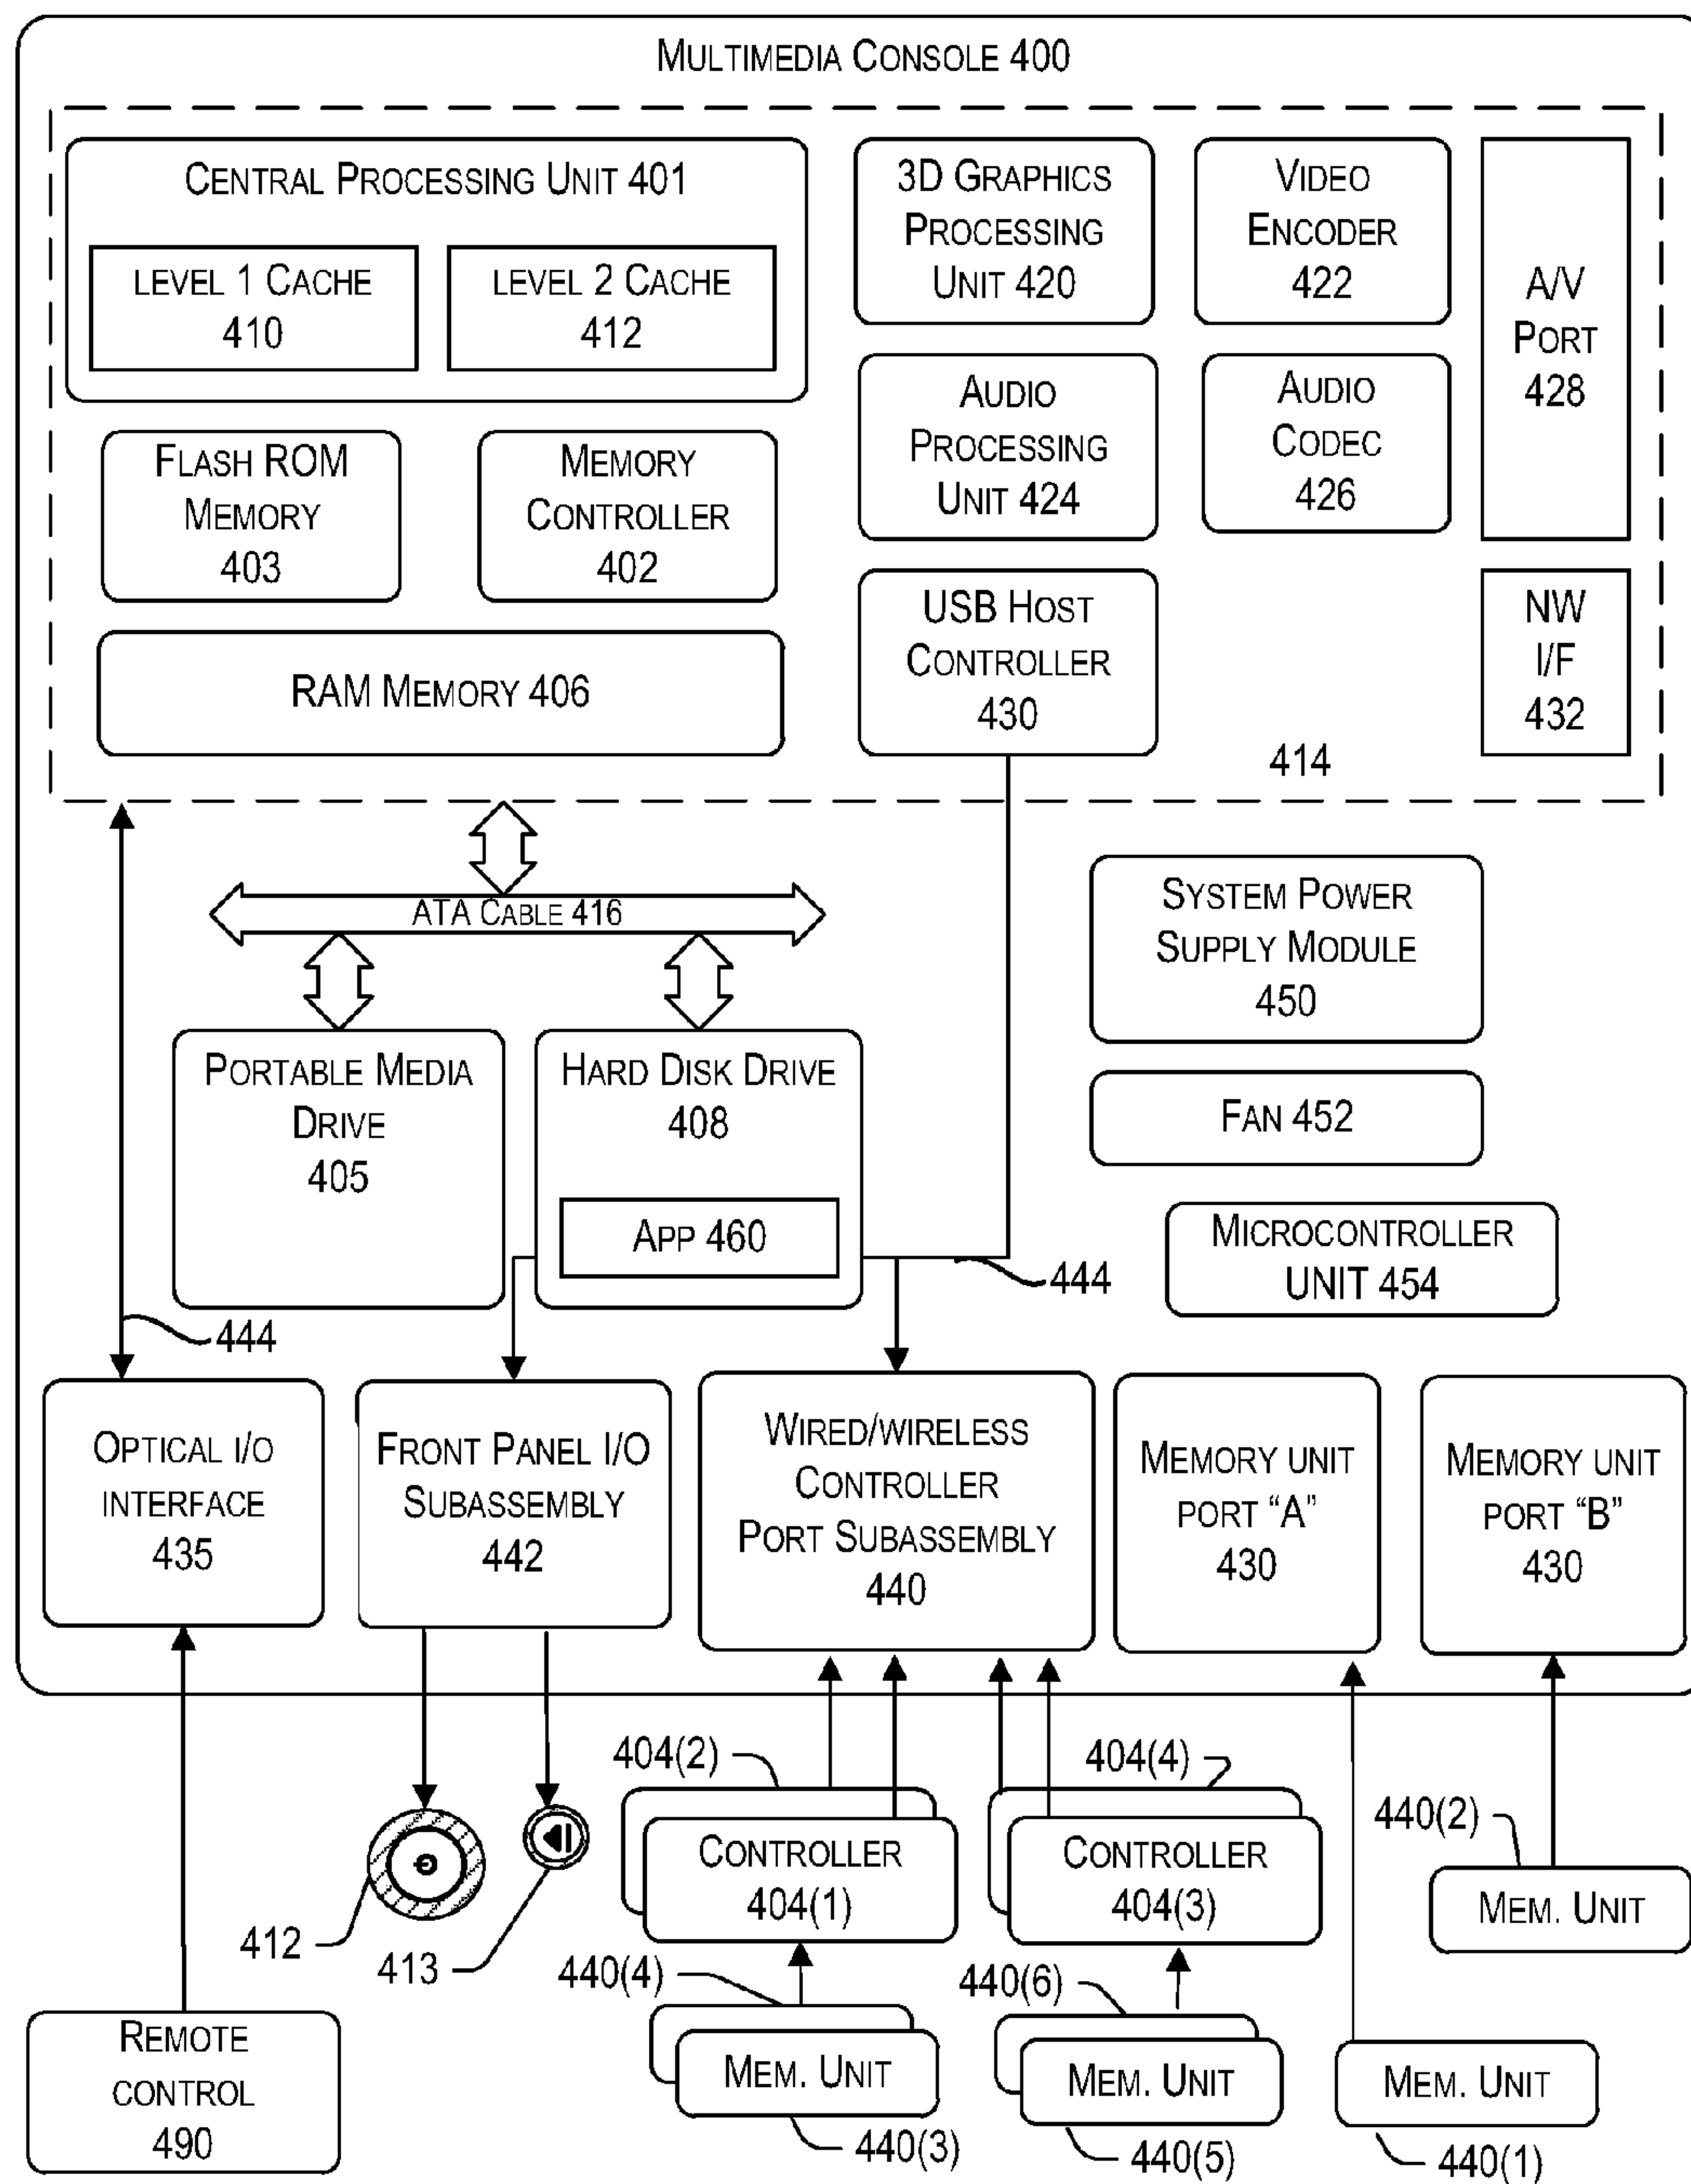 MULTIMEDIA CONSOLE 400
CENTRAL PROCESSING UNIT 401
LEVEL 1 CACHE
410
LEVEL 2 CACHE
412
3D GRAPHICS
PROCESSING
UNIT 420
VIDEO
ENCODER
422
A/V
PORT
428
FLASH ROM
MEMORY
403
MEMORY
CONTROLLER
402
AUDIO
PROCESSING
UNIT 424
AUDIO
CODEC
426
RAM MEMORY 406
USB HOST
CONTROLLER
430
NW
I/F
432
414
ATA CABLE 416
SYSTEM POWER
SUPPLY MODULE
450
PORTABLE MEDIA
DRIVE
405
HARD DISK DRIVE
408
APP 460
FAN 452
MICROCONTROLLER
UNIT 454
444
444
OPTICAL I/O
INTERFACE
435
FRONT PANEL I/O
SUBASSEMBLY
442
WIRED/WIRELESS
CONTROLLER
PORT SUBASSEMBLY
440
MEMORY UNIT
PORT “A”
430
MEMORY UNIT
PORT “B”
430
404(2)
404(4)
CONTROLLER
404(1)
CONTROLLER
404(3)
440(2)
MEM. UNIT
412
413
440(4)
440(6)
REMOTE
CONTROL
490
MEM. UNIT
MEM. UNIT
MEM. UNIT
440(3)
440(5)
440(1)